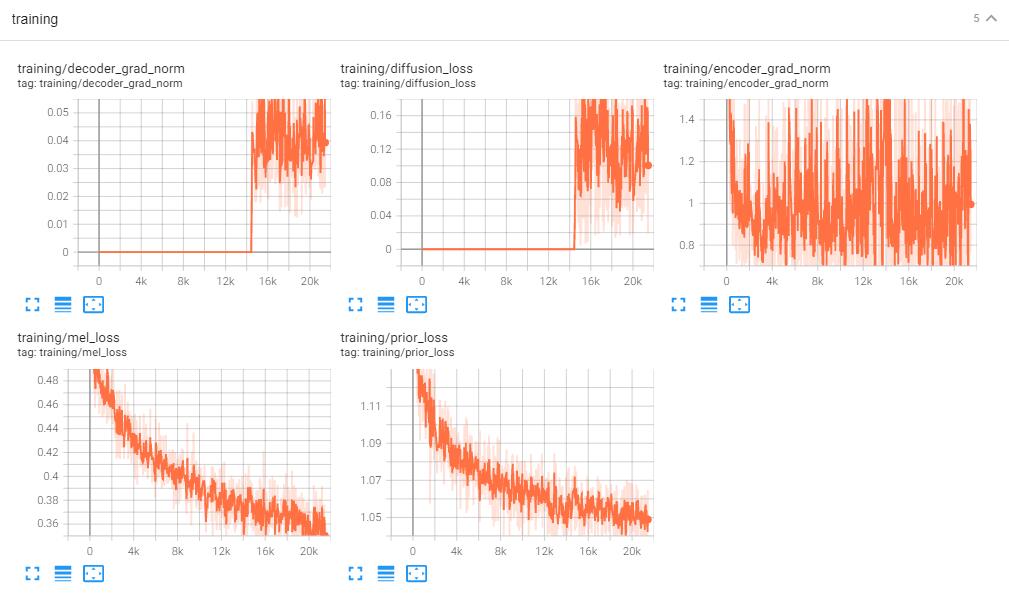 training
5
training/decoder_grad_norm
tag: training/decoder_grad_norm
0.05
0.04
0.03
0.02
0.01
0
0 4k 8k 12k 16k 20k
training/diffusion_loss
tag: training/diffusion_loss
0.16
0.12
0.08
0.04
0
0 4k 8k 12k 16k 20k
training/encoder_grad_norm
tag: training/encoder_grad_norm
1.4
1.2
1
0.8
0 4k 8k 12k 16k 20k
training/mel_loss
tag: training/mel_loss
0.48
0.46
0.44
0.42
0.4
0.38
0.36
0 4k 8k 12k 16k 20k
training/prior_loss
tag: training/prior_loss
1.11
1.09
1.07
1.05
0 4k 8k 12k 16k 20k